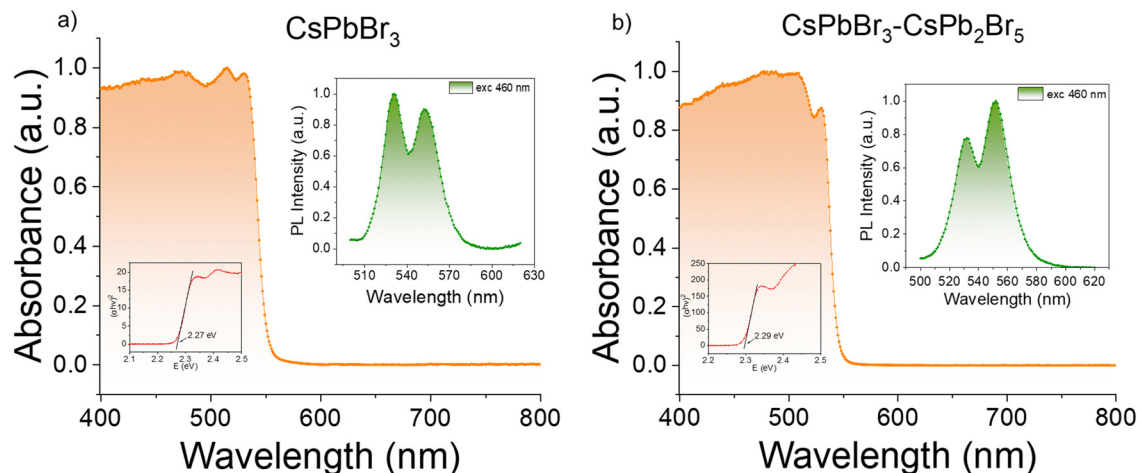 a)
CsPbBr₃
Absorbance (a.u.)
1.0
0.8
0.6
0.4
0.2
0.0
400 500 600 700 800
Wavelength (nm)
exc 460 nm
PL Intensity (a.u.)
1.0
0.8
0.6
0.4
0.2
0.0
510 540 570 600 630
Wavelength (nm)
(αhν)²
20
15
10
5
0
2.27 eV
2.1 2.2 2.3 2.4 2.5
E (eV)
b)
CsPbBr₃-CsPb₂Br₅
Absorbance (a.u.)
1.0
0.8
0.6
0.4
0.2
0.0
400 500 600 700 800
Wavelength (nm)
exc 460 nm
PL Intensity (a.u.)
1.0
0.8
0.6
0.4
0.2
0.0
500 520 540 560 580 600 620
Wavelength (nm)
(αhν)²
250
200
150
100
50
0
2.29 eV
2.2 2.3 2.4 2.5
E (eV)